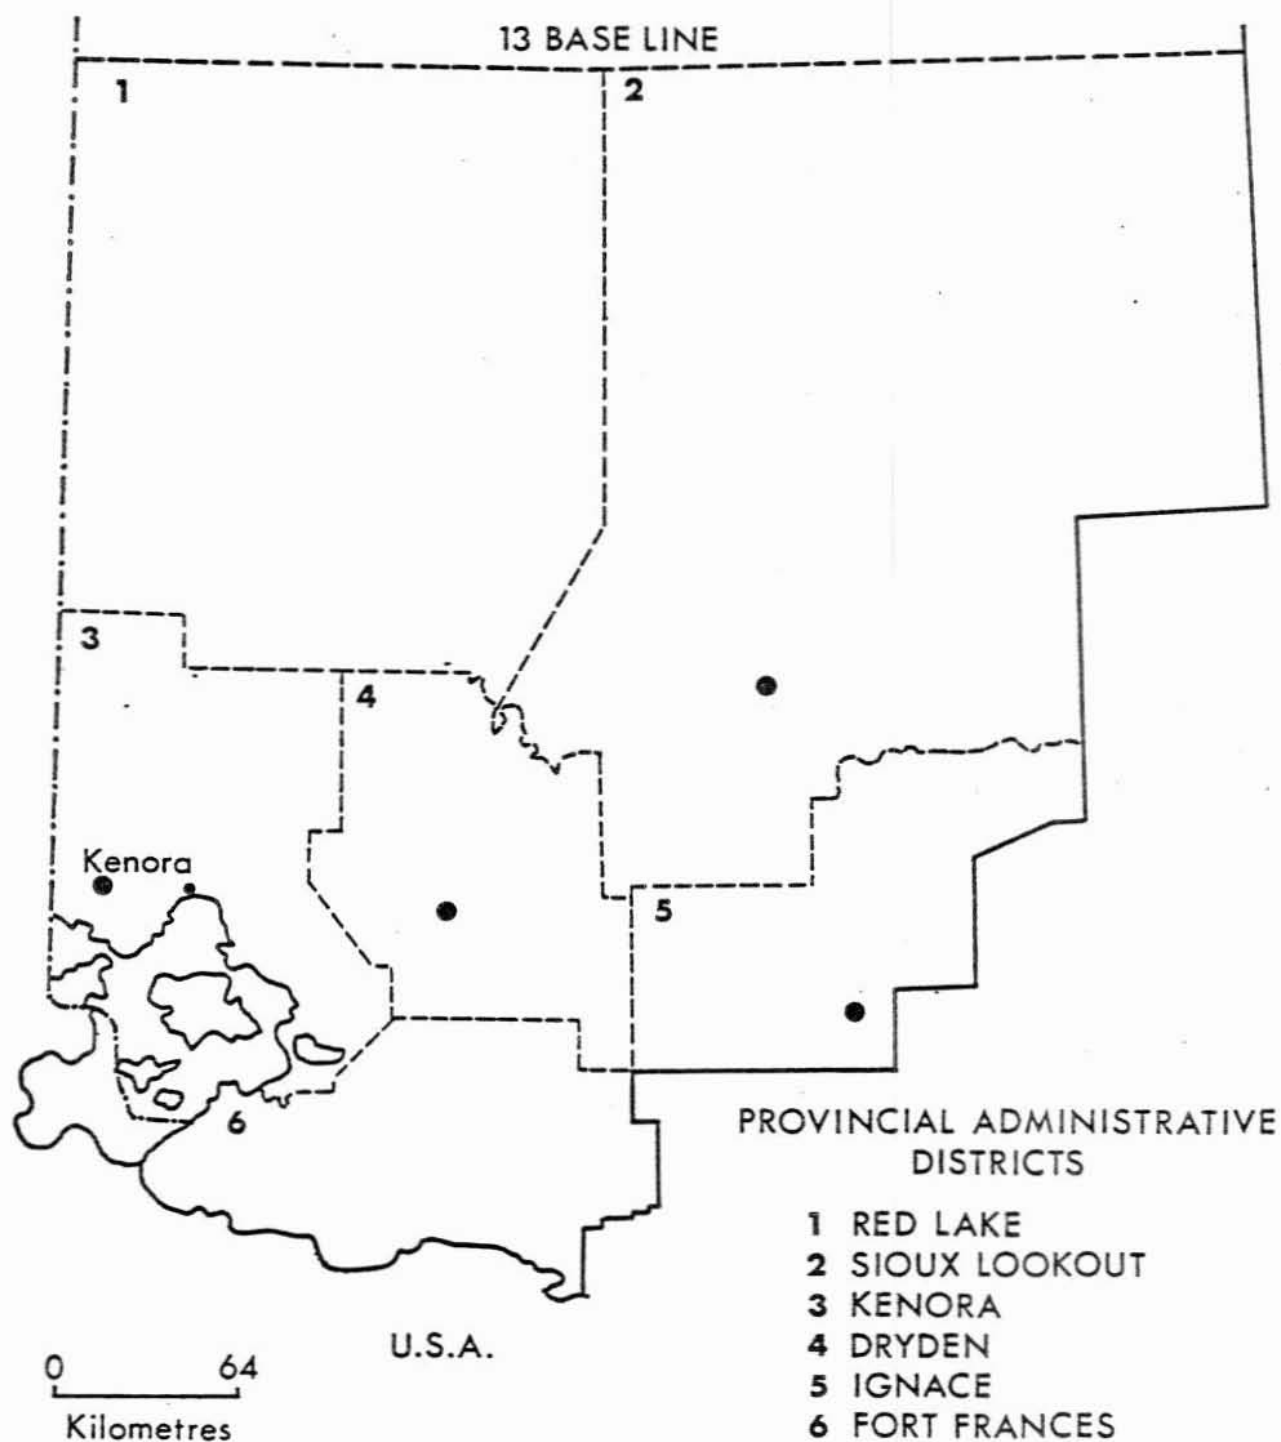 13 BASE LINE
1
2
3
4
Kenora
5
6
PROVINCIAL ADMINISTRATIVE
DISTRICTS
1 RED LAKE
2 SIOUX LOOKOUT
3 KENORA
4 DRYDEN
5 IGNACE
6 FORT FRANCES
U.S.A.
0 64
Kilometres